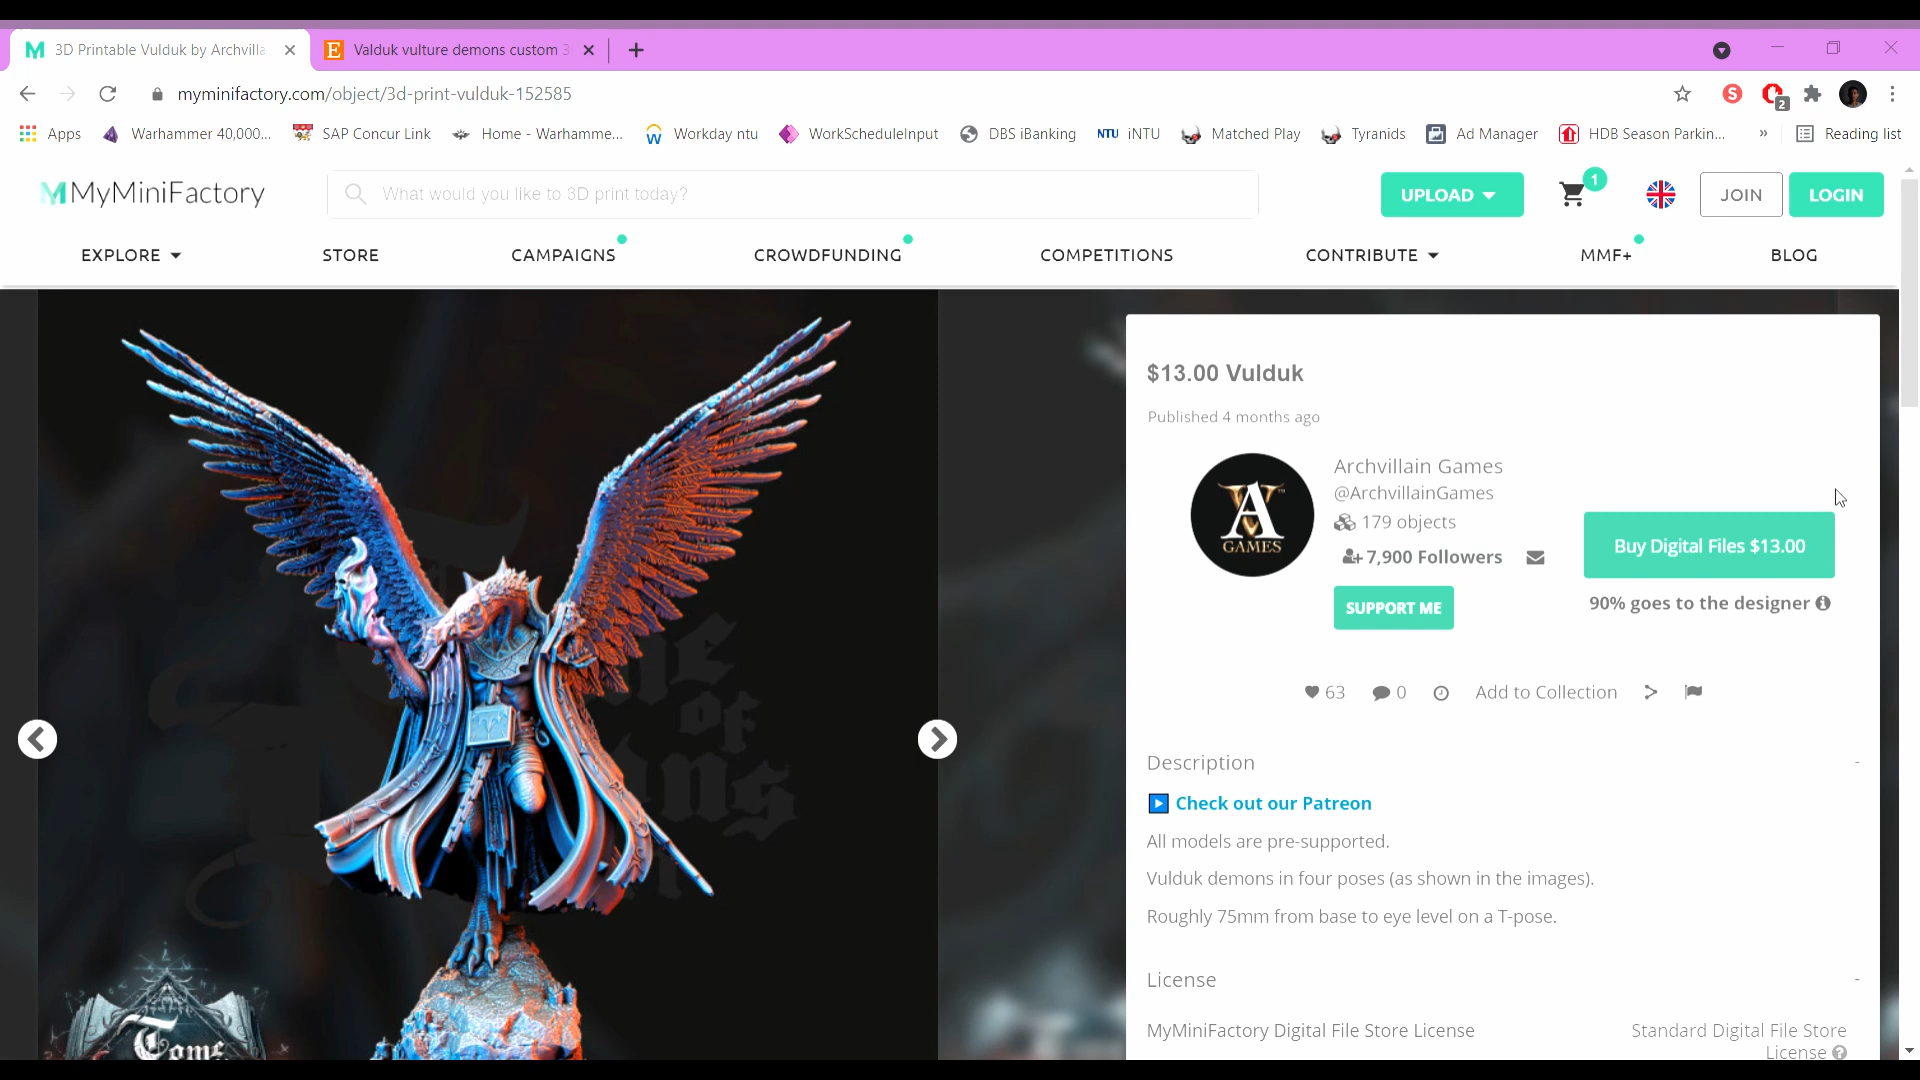 3D Printable Vulduk by Archvilla
Valduk vulture demons custom 3
myminifactory.com/object/3d-print-vulduk-152585
2
Apps
Warhammer 40,000...
SAP Concur Link
Home - Warhamme...
Workday ntu
WorkScheduleInput
DBS iBanking
NTU iNTU
Matched Play
Tyranids
Ad Manager
HDB Season Parkin...
»
Reading list
MyMiniFactory
What would you like to 3D print today?
UPLOAD
1
JOIN
LOGIN
EXPLORE
STORE
CAMPAIGNS
CROWDFUNDING
COMPETITIONS
CONTRIBUTE
MMF+
BLOG
$13.00 Vulduk
Published 4 months ago
A
GAMES
Archvillain Games
@ArchvillainGames
179 objects
7,900 Followers
SUPPORT ME
Buy Digital Files $13.00
90% goes to the designer
63
0
Add to Collection
Description
-
Check out our Patreon
All models are pre-supported.
Vulduk demons in four poses (as shown in the images).
Roughly 75mm from base to eye level on a T-pose.
License
-
MyMiniFactory Digital File Store License
Standard Digital File Store
License
Tome